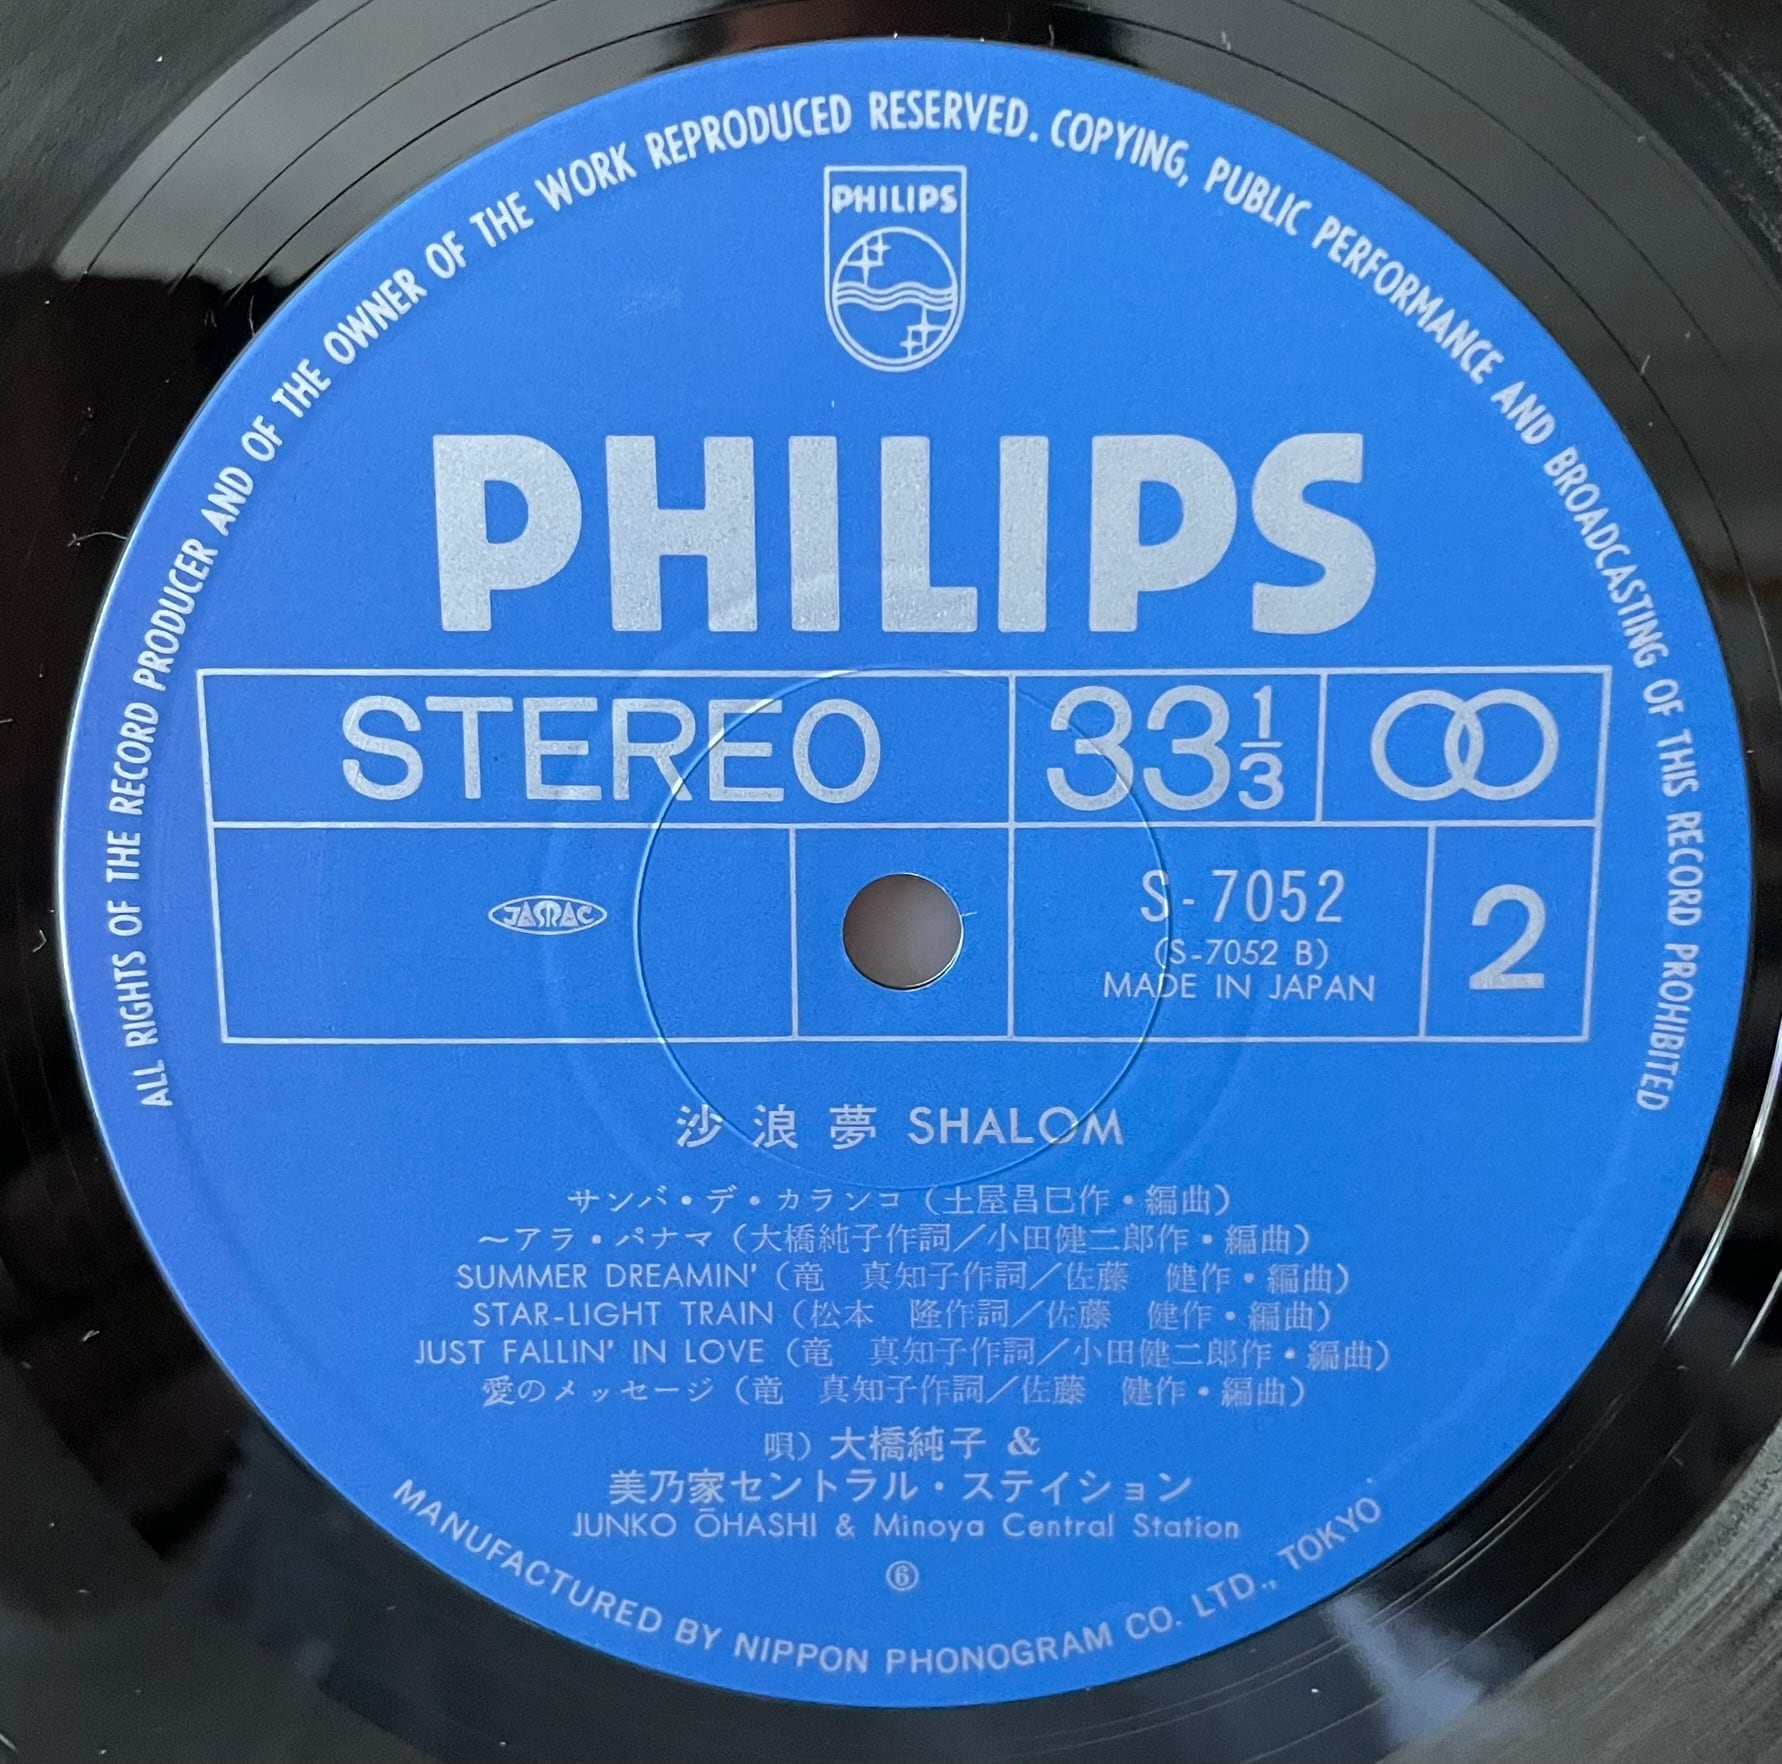 ALL RIGHTS OF THE RECORD PRODUCER AND OF THE OWNER OF THE WORK REPRODUCED RESERVED. COPYING, PUBLIC PERFORMANCE AND BROADCASTING OF THIS RECORD PROHIBITED
PHILIPS
PHILIPS
STEREO 33 1/3
JASRAC
S-7052
(S-7052 B)
MADE IN JAPAN
2
沙浪夢 SHALOM
サンバ・デ・カランコ（土屋昌巳作・編曲）
〜アラ・パナマ（大橋純子作詞／小田健二郎作・編曲）
SUMMER DREAMIN'（竜　真知子作詞／佐藤　健作・編曲）
STAR-LIGHT TRAIN（松本　隆作詞／佐藤　健作・編曲）
JUST FALLIN' IN LOVE（竜　真知子作詞／小田健二郎作・編曲）
愛のメッセージ（竜　真知子作詞／佐藤　健作・編曲）
唄）大橋純子 &
美乃家セントラル・ステイション
JUNKO ŌHASHI & Minoya Central Station
⑥
MANUFACTURED BY NIPPON PHONOGRAM CO. LTD., TOKYO